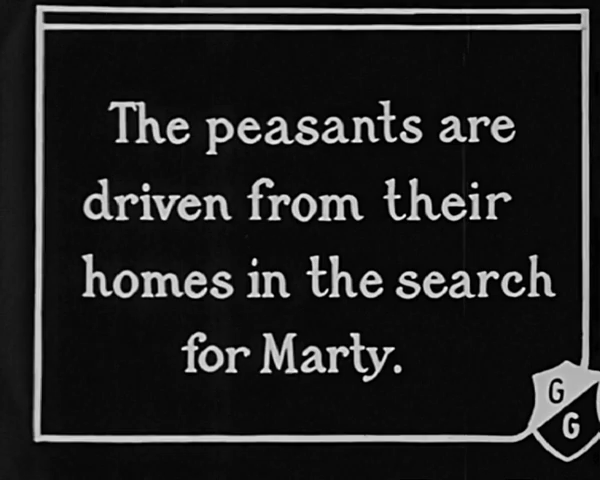 The peasants are
driven from their
homes in the search
for Marty.
G
G